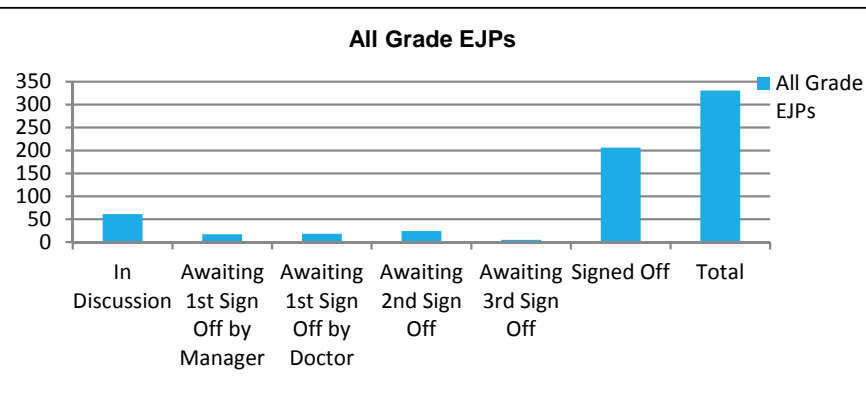 All Grade EJPs
350
300
250
200
150
100
50
0
All Grade
EJPs
In
Discussion
Awaiting
1st Sign
Off by
Manager
Awaiting
1st Sign
Off by
Doctor
Awaiting
2nd Sign
Off
Awaiting
3rd Sign
Off
Signed Off
Total